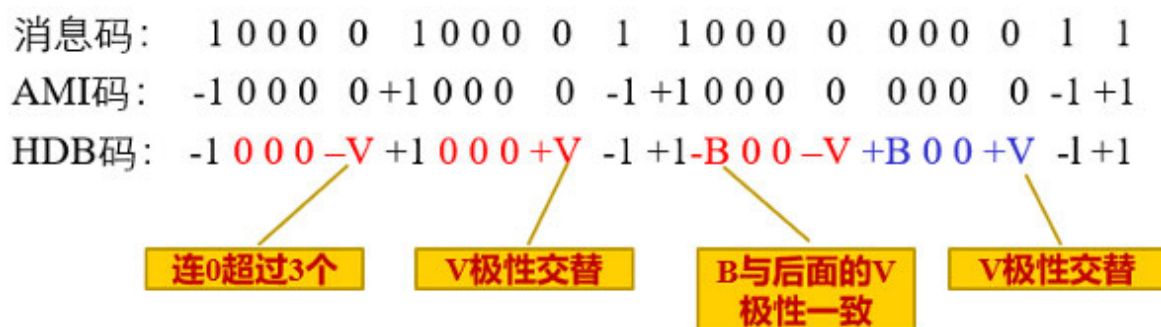 消息码： 1 0 0 0 0 1 0 0 0 0 1 1 0 0 0 0 0 0 0 0 1 1
AMI码： -1 0 0 0 0 +1 0 0 0 0 -1 +1 0 0 0 0 0 0 0 0 -1 +1
HDB码： -1 0 0 0 –V +1 0 0 0 +V -1 +1 -B 0 0 –V +B 0 0 +V -1 +1
连0超过3个
V极性交替
B与后面的V
极性一致
V极性交替